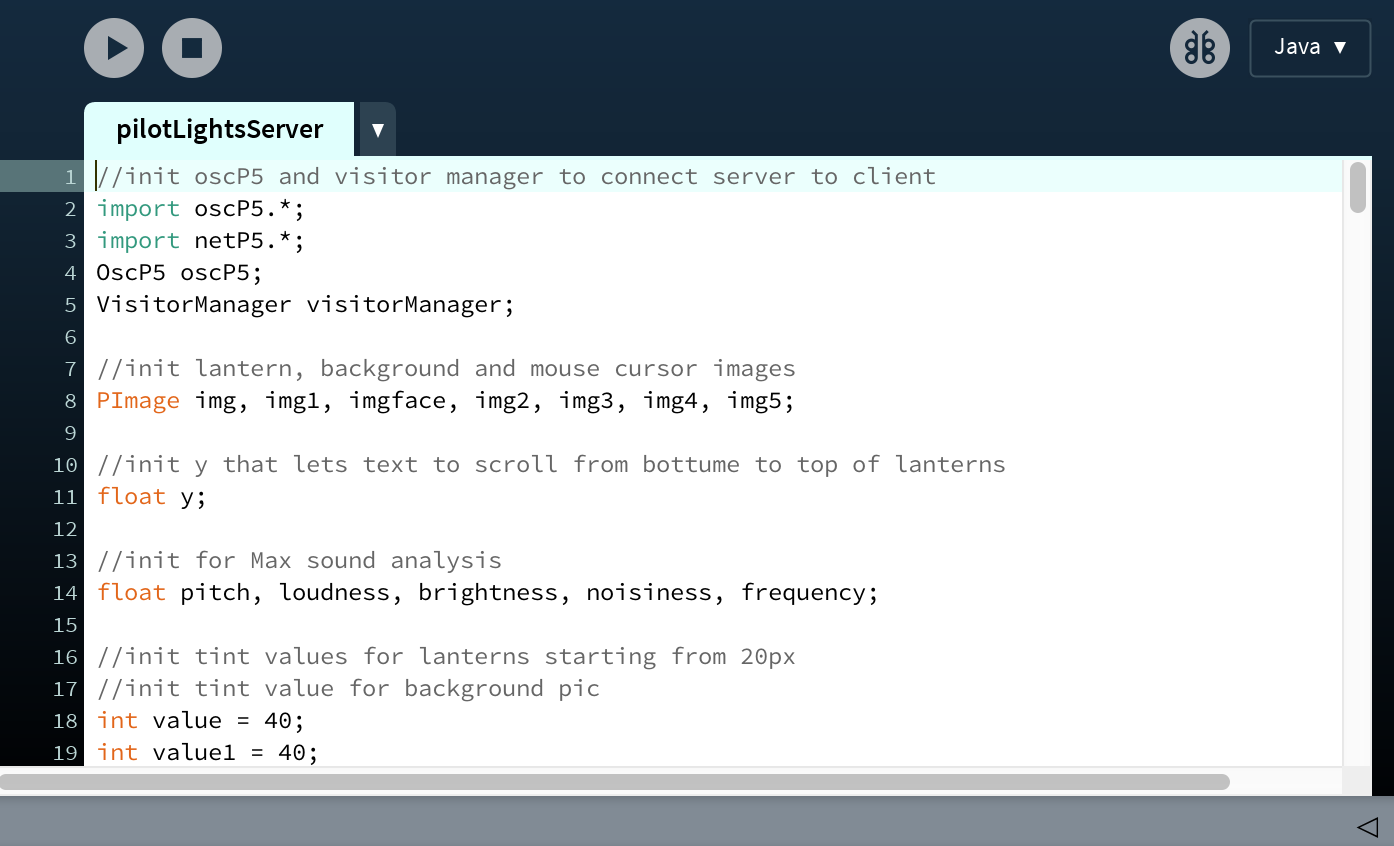 Java ▼
pilotLightsServer ▼
1 //init oscP5 and visitor manager to connect server to client
2 import oscP5.*;
3 import netP5.*;
4 OscP5 oscP5;
5 VisitorManager visitorManager;
6
7 //init lantern, background and mouse cursor images
8 PImage img, img1, imgface, img2, img3, img4, img5;
9
10 //init y that lets text to scroll from bottume to top of lanterns
11 float y;
12
13 //init for Max sound analysis
14 float pitch, loudness, brightness, noisiness, frequency;
15
16 //init tint values for lanterns starting from 20px
17 //init tint value for background pic
18 int value = 40;
19 int value1 = 40;